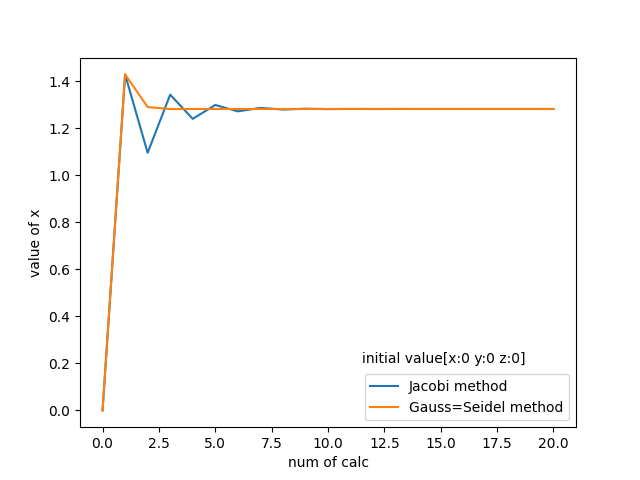 1.4
1.2
1.0
0.8
0.6
0.4
0.2
0.0
value of x
initial value[x:0 y:0 z:0]
Jacobi method
Gauss=Seidel method
0.0 2.5 5.0 7.5 10.0 12.5 15.0 17.5 20.0
num of calc